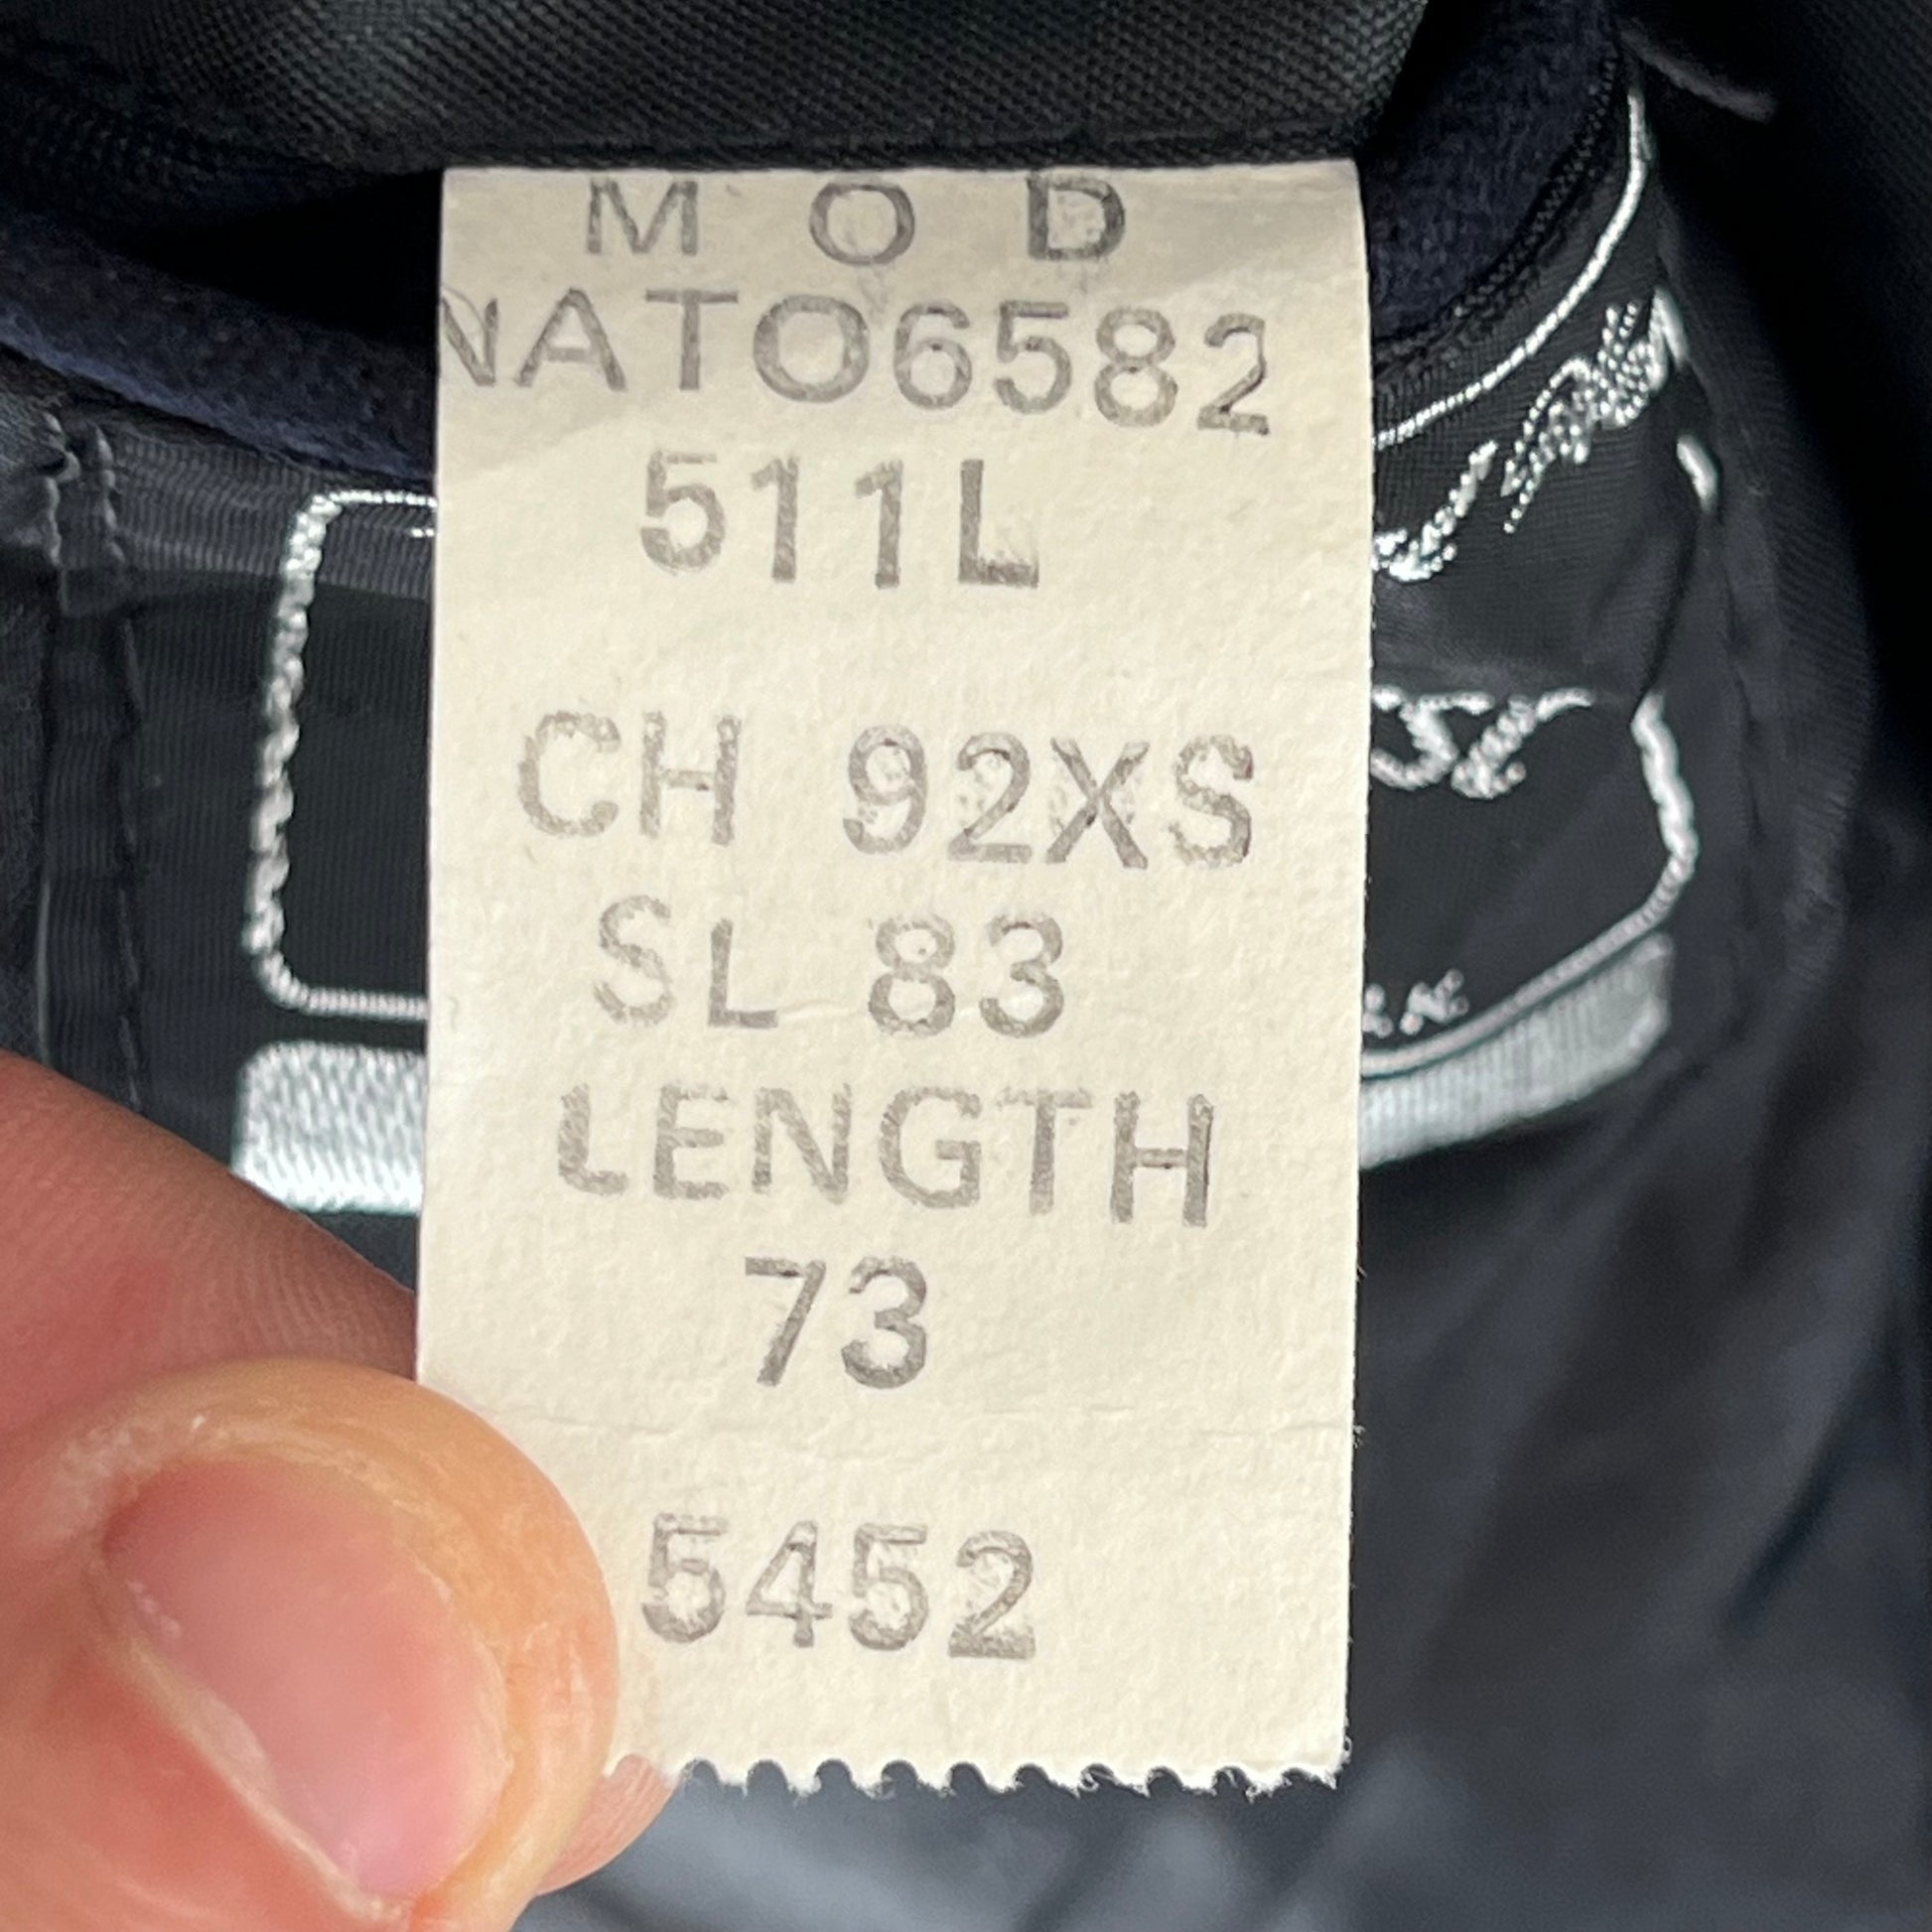 M O D
NATO6582
511L
CH 92XS
SL 83
LENGTH
73
5452